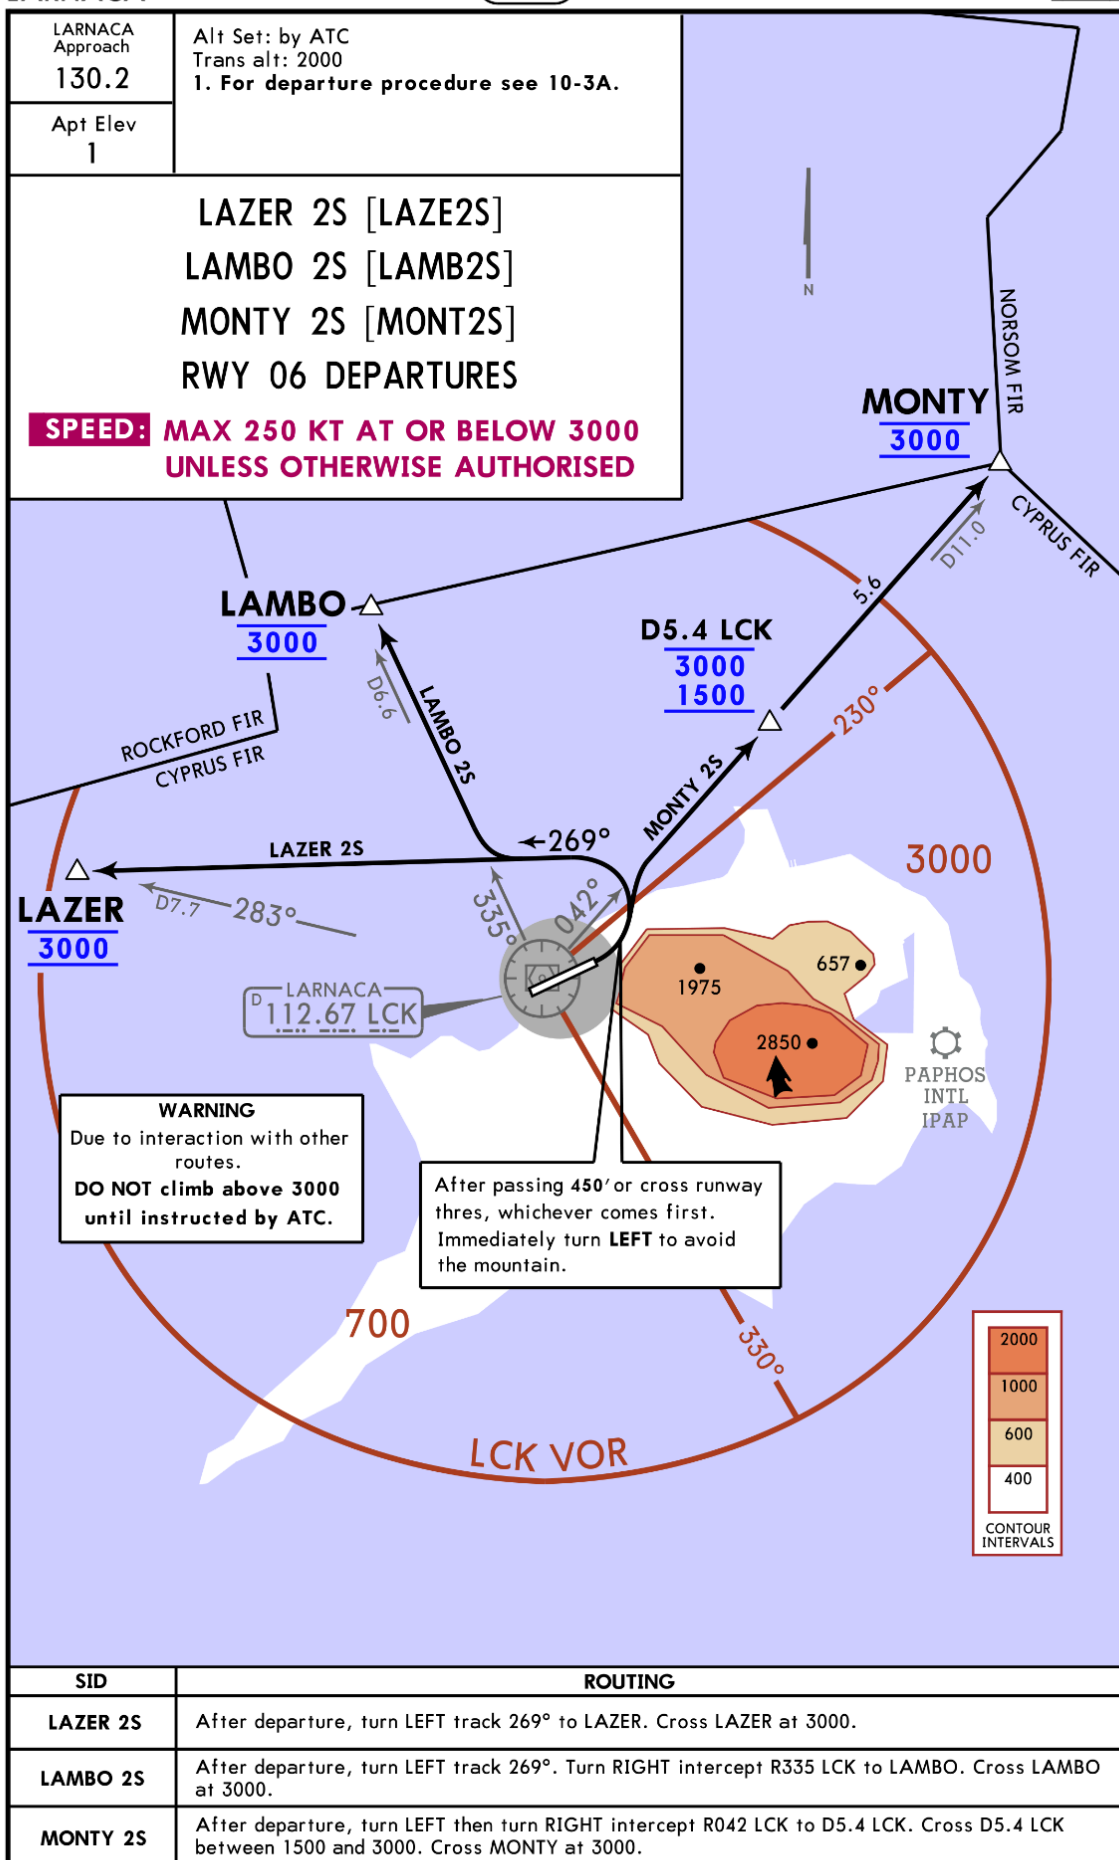 LARNACA
Approach
130.2
Apt Elev
1
Alt Set: by ATC
Trans alt: 2000
1. For departure procedure see 10-3A.
LAZER 2S [LAZE2S]
LAMBO 2S [LAMB2S]
MONTY 2S [MONT2S]
RWY 06 DEPARTURES
SPEED: MAX 250 KT AT OR BELOW 3000
UNLESS OTHERWISE AUTHORISED
N
NORSOM FIR
MONTY
3000
CYPRUS FIR
D11.0
5.6
LAMBO
3000
D6.6
LAMBO 2S
D5.4 LCK
3000
1500
230°
ROCKFORD FIR
CYPRUS FIR
MONTY 2S
269°
LAZER 2S
3000
LAZER
3000
D7.7
283°
335°
042°
657
1975
D
LARNACA
112.67 LCK
2850
PAPHOS
INTL
IPAP
WARNING
Due to interaction with other
routes.
DO NOT climb above 3000
until instructed by ATC.
After passing 450' or cross runway
thres, whichever comes first.
Immediately turn LEFT to avoid
the mountain.
700
330°
2000
1000
600
400
CONTOUR
INTERVALS
LCK VOR
SID
ROUTING
LAZER 2S
After departure, turn LEFT track 269° to LAZER. Cross LAZER at 3000.
LAMBO 2S
After departure, turn LEFT track 269°. Turn RIGHT intercept R335 LCK to LAMBO. Cross LAMBO
at 3000.
MONTY 2S
After departure, turn LEFT then turn RIGHT intercept R042 LCK to D5.4 LCK. Cross D5.4 LCK
between 1500 and 3000. Cross MONTY at 3000.